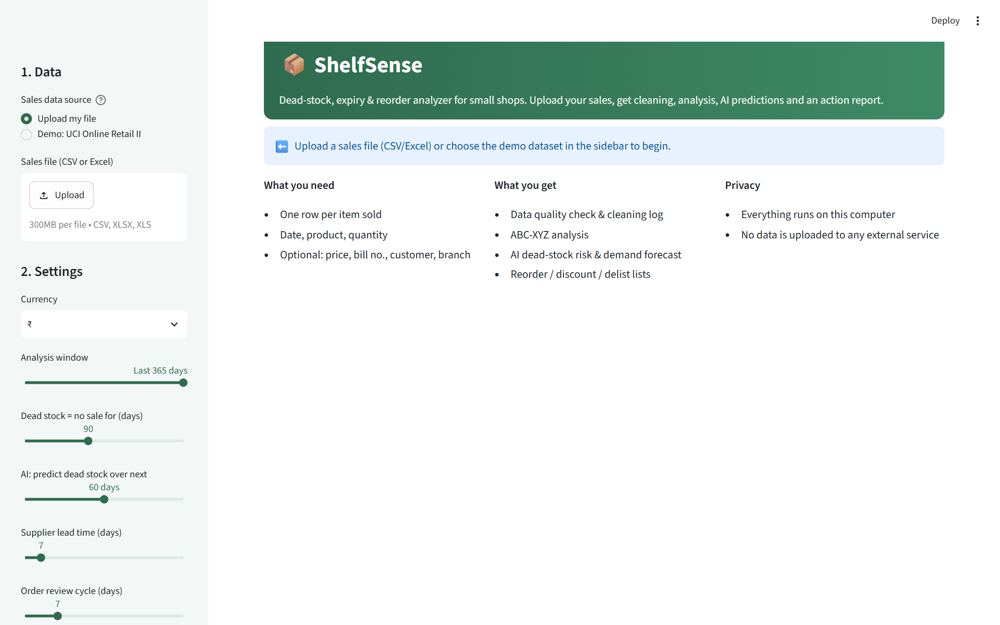 Deploy
1. Data
Sales data source
Upload my file
Demo: UCI Online Retail II
Sales file (CSV or Excel)
Upload
300MB per file • CSV, XLSX, XLS
2. Settings
Currency
₹
Analysis window
Last 365 days
Dead stock = no sale for (days)
90
AI: predict dead stock over next
60 days
Supplier lead time (days)
7
Order review cycle (days)
7
ShelfSense
Dead-stock, expiry & reorder analyzer for small shops. Upload your sales, get cleaning, analysis, AI predictions and an action report.
Upload a sales file (CSV/Excel) or choose the demo dataset in the sidebar to begin.
What you need
• One row per item sold
• Date, product, quantity
• Optional: price, bill no., customer, branch
What you get
• Data quality check & cleaning log
• ABC-XYZ analysis
• AI dead-stock risk & demand forecast
• Reorder / discount / delist lists
Privacy
• Everything runs on this computer
• No data is uploaded to any external service